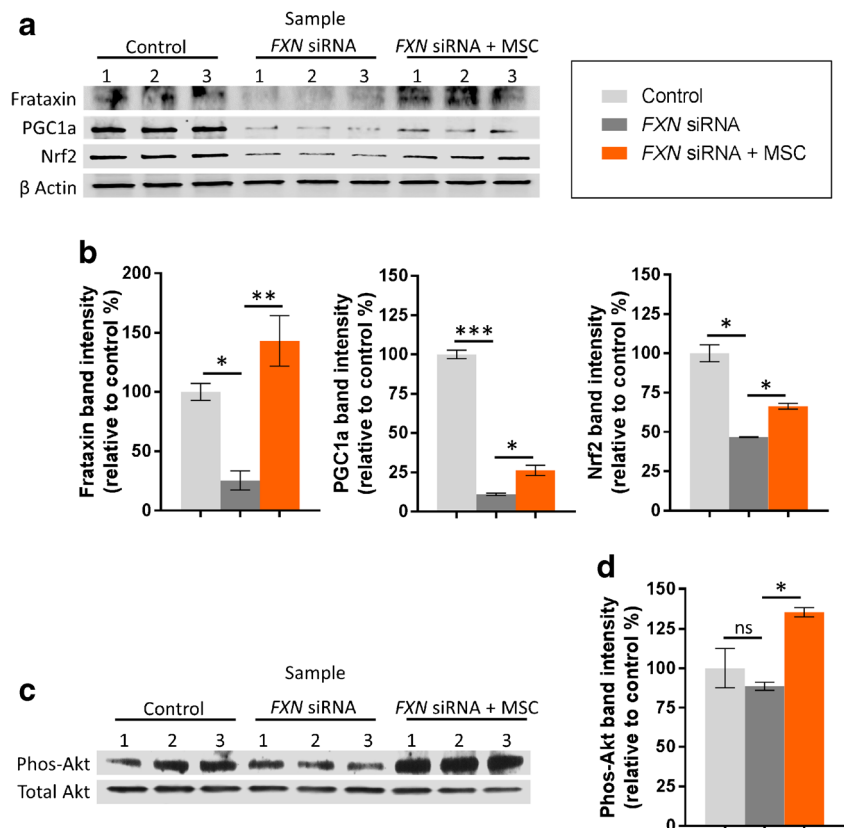 a
Sample
Control FXN siRNA FXN siRNA + MSC
1 2 3 1 2 3 1 2 3
Frataxin
PGC1a
Nrf2
β Actin
Control
FXN siRNA
FXN siRNA + MSC
b
Frataxin band intensity
(relative to control %)
200
150
100
50
0
*
**
PGC1a band intensity
(relative to control %)
150
125
100
75
50
25
0
***
*
Nrf2 band intensity
(relative to control %)
150
125
100
75
50
25
0
*
*
c
Sample
Control FXN siRNA FXN siRNA + MSC
1 2 3 1 2 3 1 2 3
Phos-Akt
Total Akt
d
Phos-Akt band intensity
(relative to control %)
150
125
100
75
50
25
0
ns
*